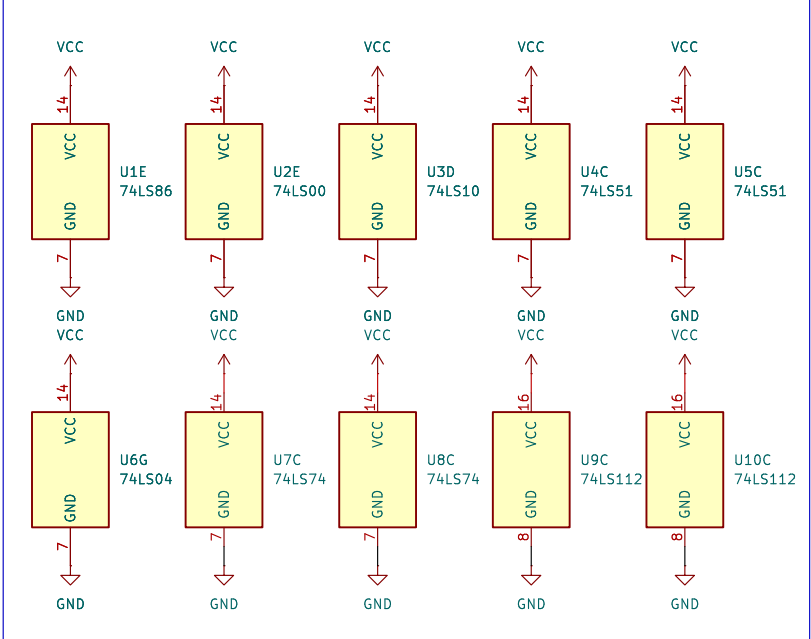 VCC VCC VCC VCC VCC
14 14 14 14 14
VCC VCC VCC VCC VCC
U1E U2E U3D U4C U5C
74LS86 74LS00 74LS10 74LS51 74LS51
GND GND GND GND GND
7 7 7 7 7
GND GND GND GND GND
VCC VCC VCC VCC VCC
14 14 14 16 16
VCC VCC VCC VCC VCC
U6G U7C U8C U9C U10C
74LS04 74LS74 74LS74 74LS112 74LS112
GND GND GND GND GND
7 7 7 8 8
GND GND GND GND GND